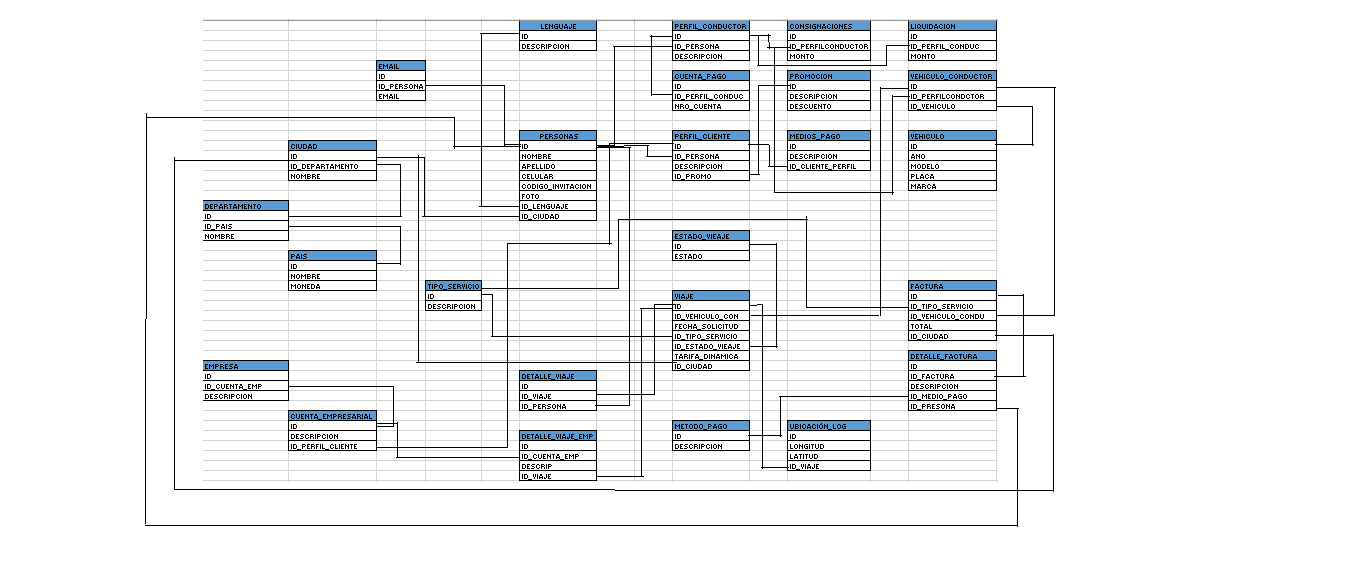 LENGUAJE
ID
DESCRIPCION
PERFIL_CONDUCTOR
ID
ID_PERSONA
DESCRIPCION
CONSIGNACIONES
ID
ID_PERFILCONDUCTOR
MONTO
LIQUIDACION
ID
ID_PERFIL_CONDUC
MONTO
EMAIL
ID
ID_PERSONA
EMAIL
CUENTA_PAGO
ID
ID_PERFIL_CONDUC
NRO_CUENTA
PROMOCION
ID
DESCRIPCION
DESCUENTO
VEHICULO_CONDUCTOR
ID
ID_PERFILCONDCTOR
ID_VEHICULO
CIUDAD
ID
ID_DEPARTAMENTO
NOMBRE
PERSONAS
ID
NOMBRE
APELLIDO
CELULAR
CODIGO_INVITACION
FOTO
ID_LENGUAJE
ID_CIUDAD
PERFIL_CLIENTE
ID
ID_PERSONA
DESCRIPCION
ID_PROMO
MEDIOS_PAGO
ID
DESCRIPCION
ID_CLIENTE_PERFIL
VEHICULO
ID
ANO
MODELO
PLACA
MARCA
DEPARTAMENTO
ID
ID_PAIS
NOMBRE
PAIS
ID
NOMBRE
MONEDA
ESTADO_VIEAJE
ID
ESTADO
TIPO_SERVICIO
ID
DESCRIPCION
VIAJE
ID
ID_VEHICULO_CON
FECHA_SOLICITUD
ID_TIPO_SERVICIO
ID_ESTADO_VIEAJE
TARIFA_DINAMICA
ID_CIUDAD
FACTURA
ID
ID_TIPO_SERVICIO
ID_VEHICULO_CONDU
TOTAL
ID_CIUDAD
DETALLE_FACTURA
ID
ID_FACTURA
DESCRIPCION
ID_MEDIO_PAGO
ID_PRESONA
EMPRESA
ID
ID_CUENTA_EMP
DESCRIPCION
CUENTA_EMPRESARIAL
ID
DESCRIPCION
ID_PERFIL_CLIENTE
DETALLE_VIAJE
ID
ID_VIAJE
ID_PERSONA
DETALLE_VIAJE_EMP
ID
ID_CUENTA_EMP
DESCRIP
ID_VIAJE
METODO_PAGO
ID
DESCRIPCION
UBICACIÓN_LOG
ID
LONGITUD
LATITUD
ID_VIAJE